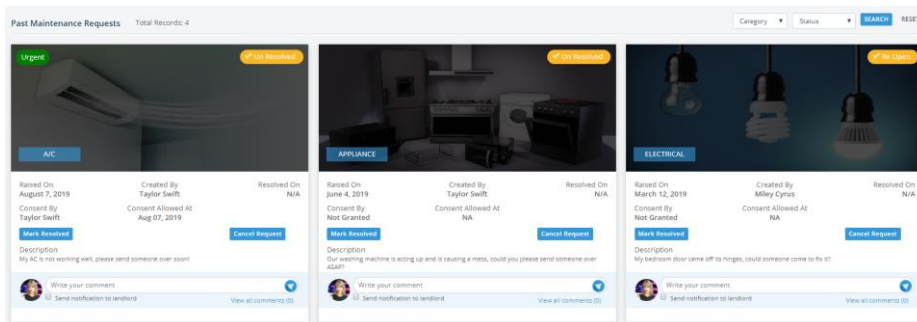 Past Maintenance Requests Total Records: 4 Category Status SEARCH RESET
Urgent Un Resolved
A/C
Raised On Created By Resolved On
August 7, 2019 Taylor Swift N/A
Consent By Consent Allowed At
Taylor Swift Aug 07, 2019
Mark Resolved Cancel Request
Description
My AC is not working well, please send someone over soon!
Write your comment
Send notification to landlord View all comments (0)
Un Resolved
APPLIANCE
Raised On Created By Resolved On
June 4, 2019 Taylor Swift N/A
Consent By Consent Allowed At
Not Granted NA
Mark Resolved Cancel Request
Description
Our washing machine is acting up and is causing a mess, could you please send someone over
ASAP?
Write your comment
Send notification to landlord View all comments (0)
Re Open
ELECTRICAL
Raised On Created By Resolved On
March 12, 2019 Miley Cyrus N/A
Consent By Consent Allowed At
Not Granted NA
Mark Resolved Cancel Request
Description
My bedroom door came off its hinges, could someone come to fix it?
Write your comment
Send notification to landlord View all comments (0)